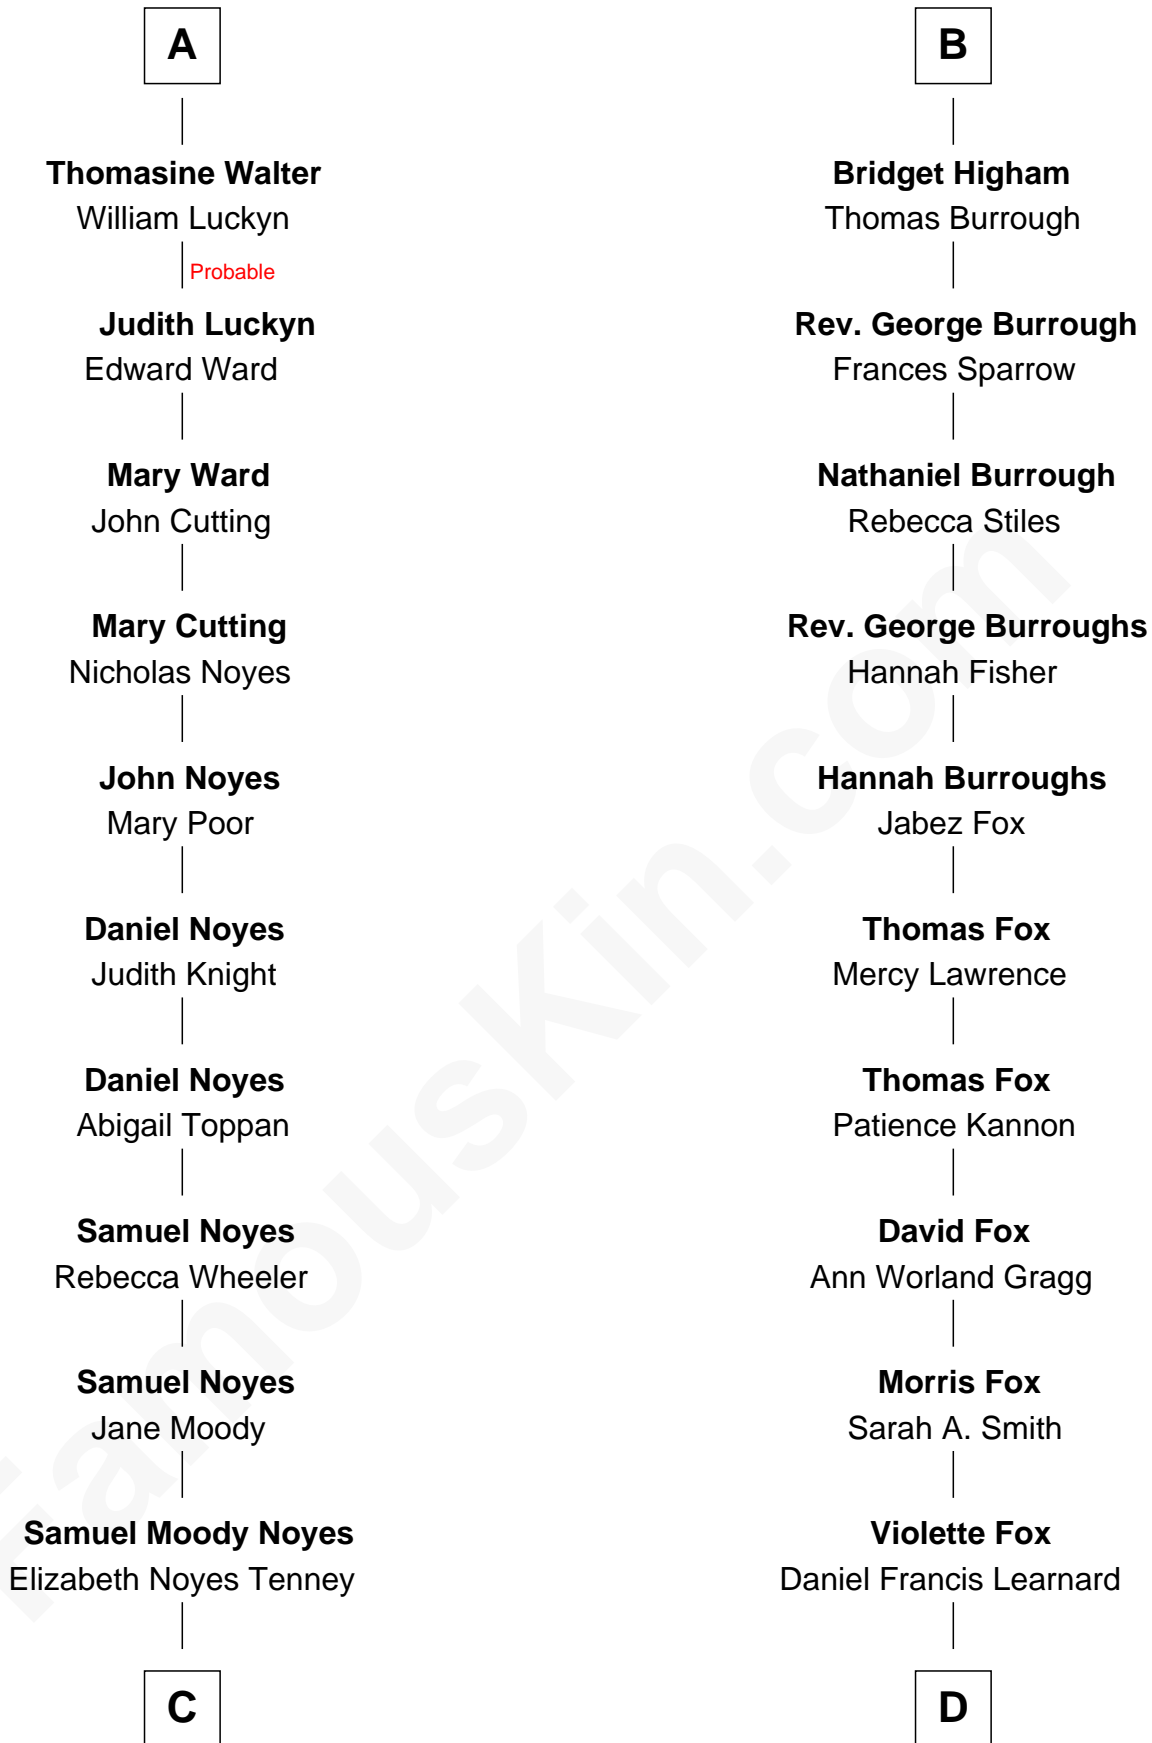 A
Thomasine Walter
William Luckyn
Probable
Judith Luckyn
Edward Ward
Mary Ward
John Cutting
Mary Cutting
Nicholas Noyes
John Noyes
Mary Poor
Daniel Noyes
Judith Knight
Daniel Noyes
Abigail Toppan
Samuel Noyes
Rebecca Wheeler
Samuel Noyes
Jane Moody
Samuel Moody Noyes
Elizabeth Noyes Tenney
C
B
Bridget Higham
Thomas Burrough
Rev. George Burrough
Frances Sparrow
Nathaniel Burrough
Rebecca Stiles
Rev. George Burroughs
Hannah Fisher
Hannah Burroughs
Jabez Fox
Thomas Fox
Mercy Lawrence
Thomas Fox
Patience Kannon
David Fox
Ann Worland Gragg
Morris Fox
Sarah A. Smith
Violette Fox
Daniel Francis Learnard
D
FamousKin.com